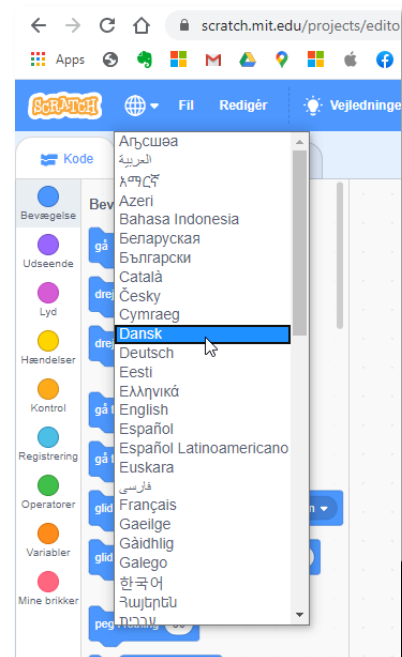 scratch.mit.edu/projects/edito
Apps
SCRATCH
Fil
Redigér
Vejledninge
Kode
Bevægelse
Udseende
Lyd
Hændelser
Kontrol
Registrering
Operatorer
Variabler
Mine brikker
Bev
gå
drej
drej
gå t
gå t
glid
glid
peg
Аҧсшәа
العربية
አማርኛ
Azeri
Bahasa Indonesia
Беларуская
Български
Català
Česky
Cymraeg
Dansk
Deutsch
Eesti
Ελληνικά
English
Español
Español Latinoamericano
Euskara
فارسی
Français
Gaeilge
Gàidhlig
Galego
한국어
Հայերեն
עברית